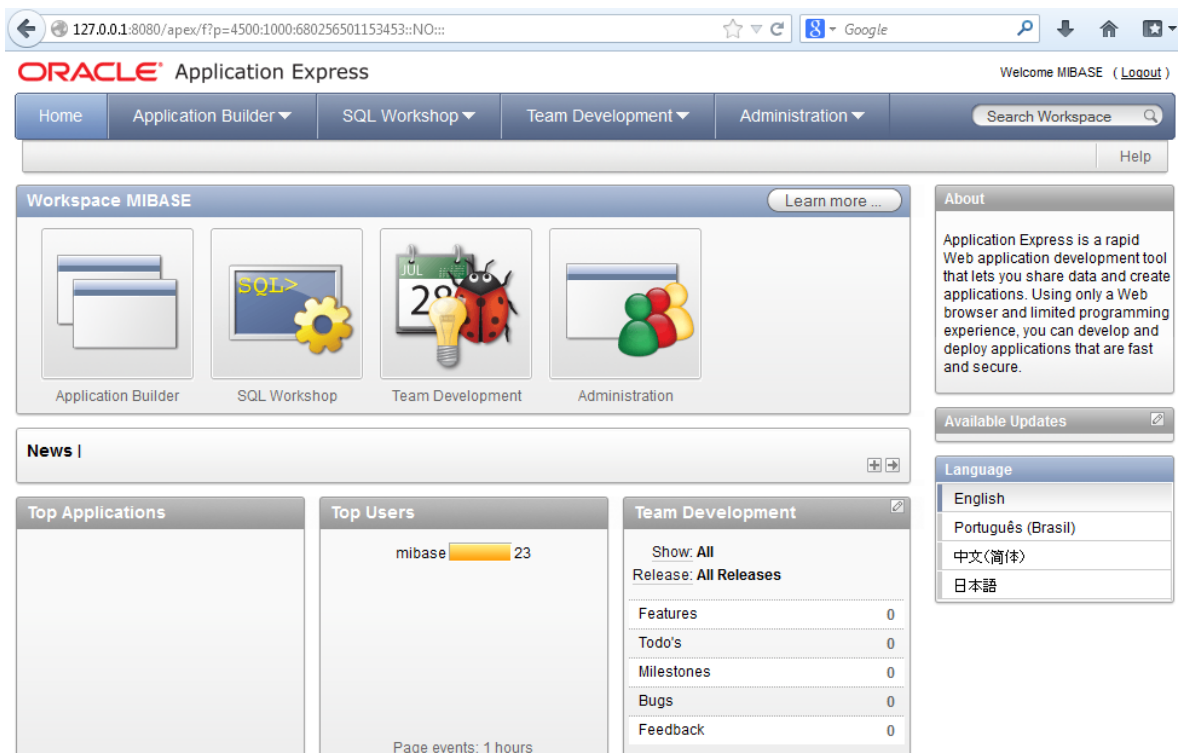 127.0.0.1:8080/apex/f?p=4500:1000:680256501153453::NO:::
8 Google
ORACLE® Application Express
Welcome MIBASE ( Logout )
Home Application Builder SQL Workshop Team Development Administration
Search Workspace
Help
Workspace MIBASE
Learn more ...
SQL>
JUL
28
Application Builder
SQL Workshop
Team Development
Administration
News |
Top Applications
Top Users
mibase 23
Page events: 1 hours
Team Development
Show: All
Release: All Releases
Features 0
Todo's 0
Milestones 0
Bugs 0
Feedback 0
About
Application Express is a rapid
Web application development tool
that lets you share data and create
applications. Using only a Web
browser and limited programming
experience, you can develop and
deploy applications that are fast
and secure.
Available Updates
Language
English
Português (Brasil)
中文(简体)
日本語